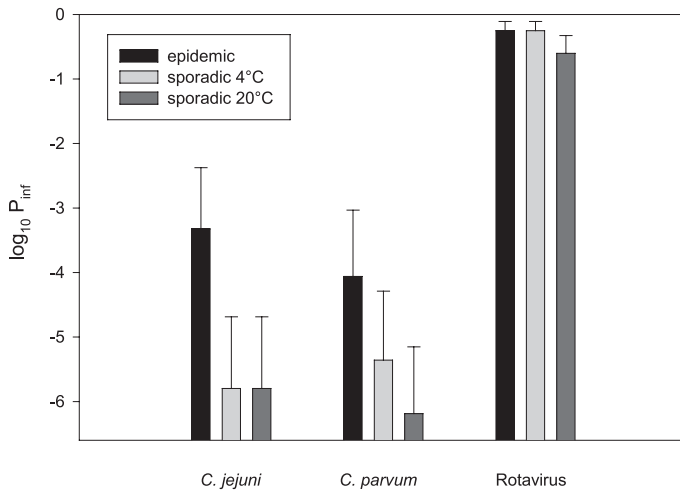 0
-1
-2
-3
-4
-5
-6
log10 Pinf
epidemic
sporadic 4°C
sporadic 20°C
C. jejuni
C. parvum
Rotavirus